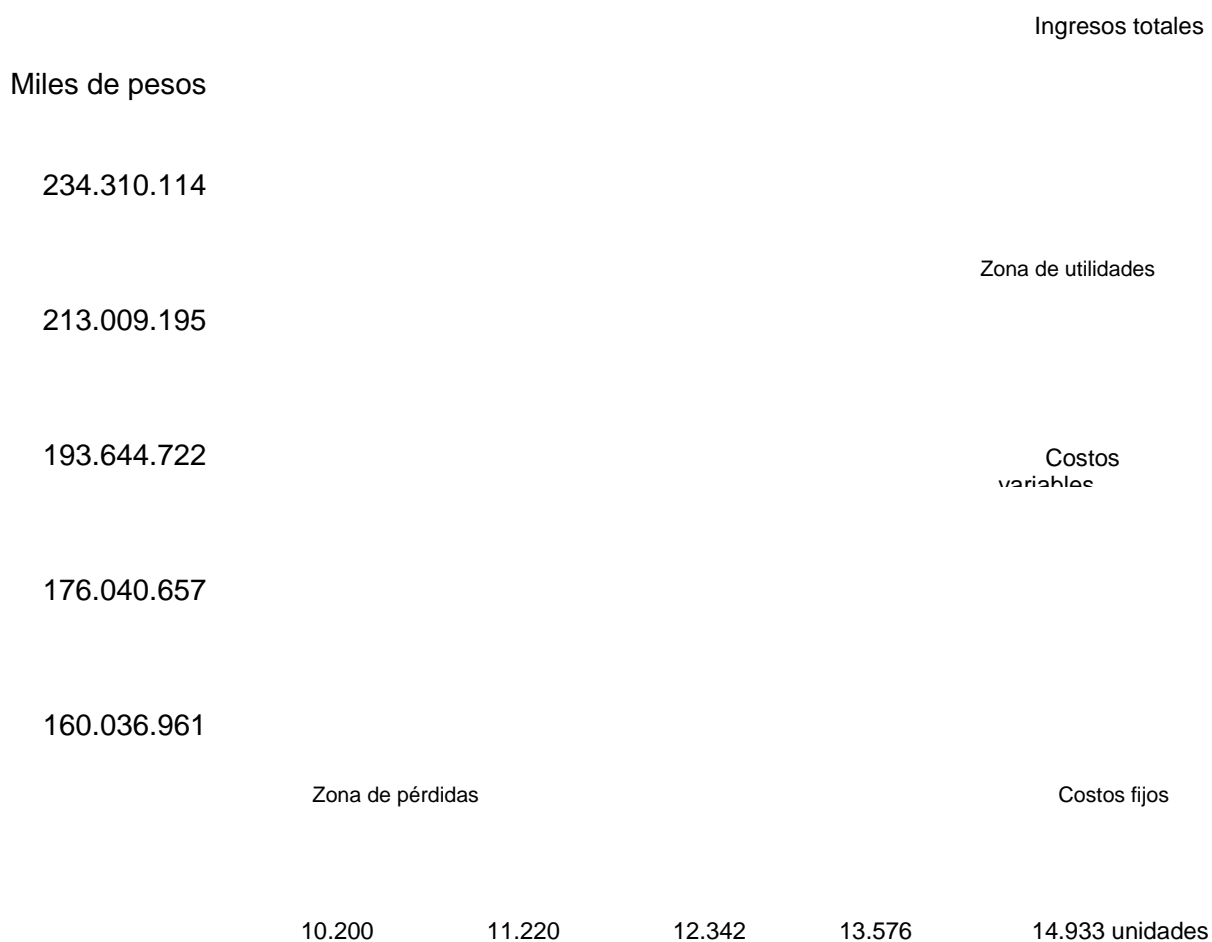 Ingresos totales
Miles de pesos
234.310.114
Zona de utilidades
213.009.195
193.644.722
Costos
variables
176.040.657
160.036.961
Zona de pérdidas
Costos fijos
10.200 11.220 12.342 13.576 14.933 unidades